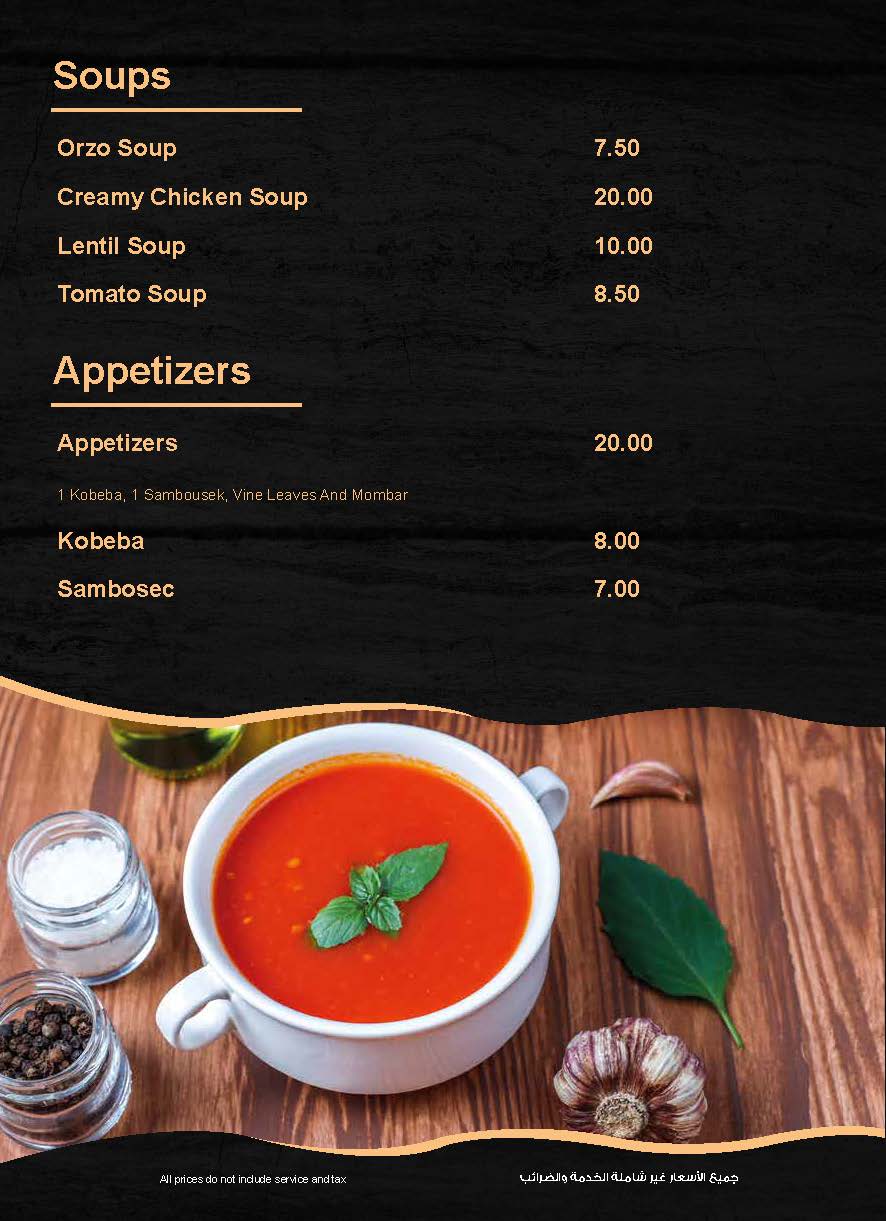 Soups
Orzo Soup 7.50
Creamy Chicken Soup 20.00
Lentil Soup 10.00
Tomato Soup 8.50
Appetizers
Appetizers 20.00
1 Kobeba, 1 Sambousek, Vine Leaves And Mombar
Kobeba 8.00
Sambosec 7.00
All prices do not include service and tax
جميع الأسعار غير شاملة الخدمة والضرائب